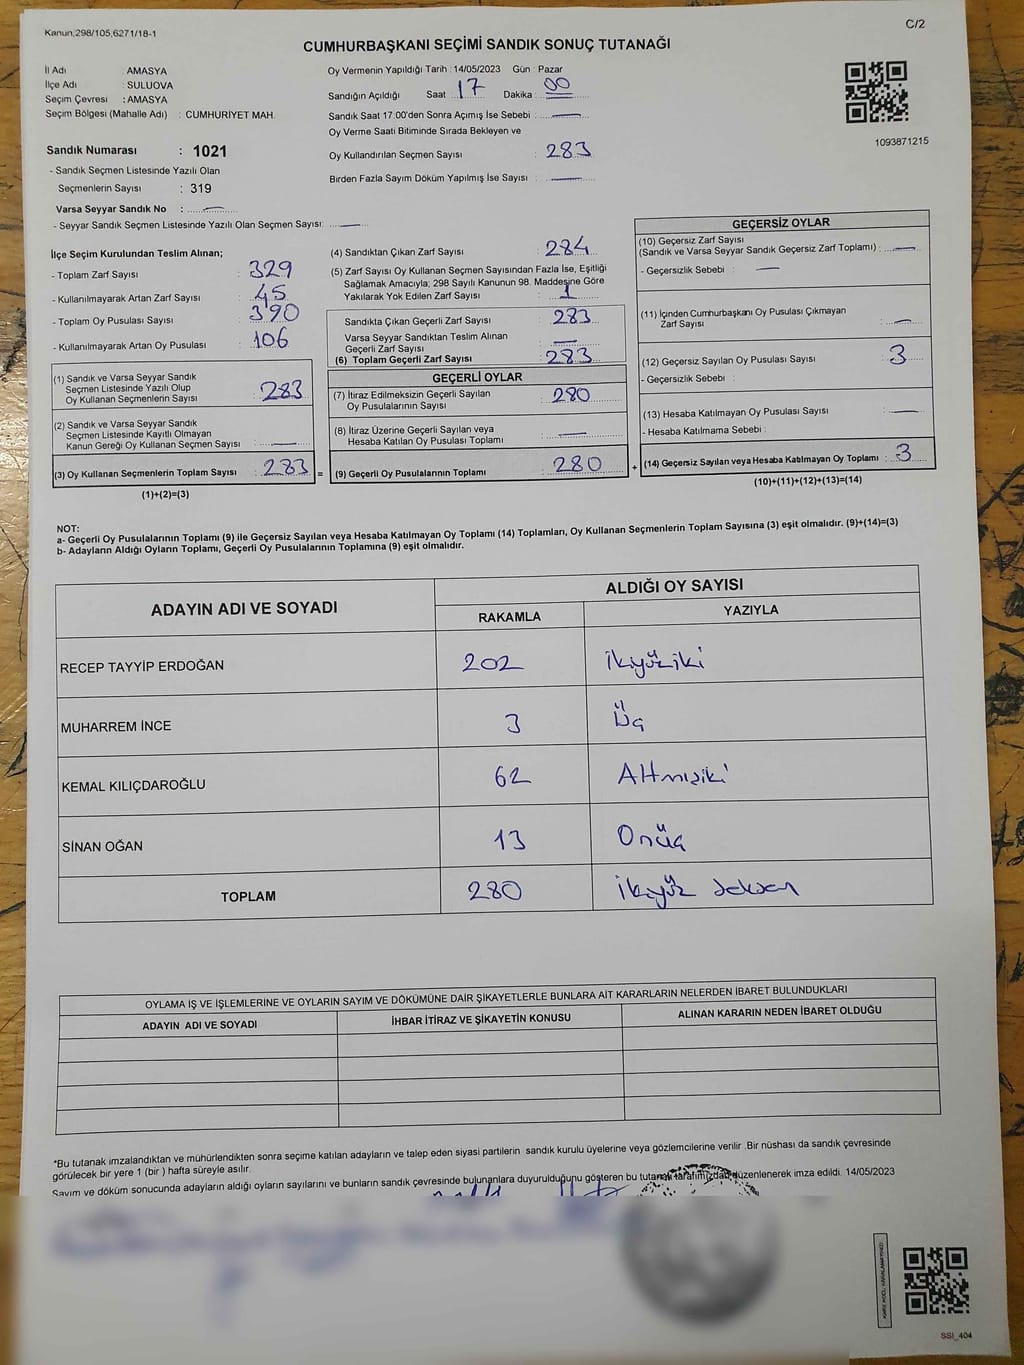 Kanun,298/105,6271/18-1
C/2
CUMHURBAŞKANI SEÇİMİ SANDIK SONUÇ TUTANAĞI
İl Adı : AMASYA
İlçe Adı : SULUOVA
Seçim Çevresi : AMASYA
Seçim Bölgesi (Mahalle Adı) : CUMHURİYET MAH.
Sandık Numarası : 1021
- Sandık Seçmen Listesinde Yazılı Olan
Seçmenlerin Sayısı : 319
Varsa Seyyar Sandık No : —
- Seyyar Sandık Seçmen Listesinde Yazılı Olan Seçmen Sayısı: —
Oy Vermenin Yapıldığı Tarih : 14/05/2023 Gün : Pazar
Sandığın Açıldığı Saat : 17 Dakika : 00
Sandık Saat 17.00'den Sonra Açımış İse Sebebi : —
Oy Verme Saati Bitiminde Sırada Bekleyen ve
Oy Kullandırılan Seçmen Sayısı : 283
Birden Fazla Sayım Döküm Yapılmış İse Sayısı : —
1093871215
İlçe Seçim Kurulundan Teslim Alınan;
- Toplam Zarf Sayısı : 329
- Kullanılmayarak Artan Zarf Sayısı : 45
- Toplam Oy Pusulası Sayısı : 390
- Kullanılmayarak Artan Oy Pusulası : 106
(1) Sandık ve Varsa Seyyar Sandık
Seçmen Listesinde Yazılı Olup
Oy Kullanan Seçmenlerin Sayısı : 283
(2) Sandık ve Varsa Seyyar Sandık
Seçmen Listesinde Kayıtlı Olmayan
Kanun Gereği Oy Kullanan Seçmen Sayısı : —
(3) Oy Kullanan Seçmenlerin Toplam Sayısı : 283 =
(1)+(2)=(3)
(4) Sandıktan Çıkan Zarf Sayısı : 284
(5) Zarf Sayısı Oy Kullanan Seçmen Sayısından Fazla İse, Eşitliği
Sağlamak Amacıyla; 298 Sayılı Kanunun 98. Maddesine Göre
Yakılarak Yok Edilen Zarf Sayısı : 1
Sandıkta Çıkan Geçerli Zarf Sayısı : 283
Varsa Seyyar Sandıktan Teslim Alınan
Geçerli Zarf Sayısı : —
(6) Toplam Geçerli Zarf Sayısı : 283
GEÇERLİ OYLAR
(7) İtiraz Edilmeksizin Geçerli Sayılan
Oy Pusulalarının Sayısı : 280
(8) İtiraz Üzerine Geçerli Sayılan veya
Hesaba Katılan Oy Pusulası Toplamı : —
(9) Geçerli Oy Pusulalarının Toplamı : 280 +
GEÇERSİZ OYLAR
(10) Geçersiz Zarf Sayısı
(Sandık ve Varsa Seyyar Sandık Geçersiz Zarf Toplamı) : —
- Geçersizlik Sebebi : —
(11) İçinden Cumhurbaşkanı Oy Pusulası Çıkmayan
Zarf Sayısı : —
(12) Geçersiz Sayılan Oy Pusulası Sayısı : 3
- Geçersizlik Sebebi :
(13) Hesaba Katılmayan Oy Pusulası Sayısı : —
- Hesaba Katılmama Sebebi :
(14) Geçersiz Sayılan veya Hesaba Katılmayan Oy Toplamı : 3
(10)+(11)+(12)+(13)=(14)
NOT:
a- Geçerli Oy Pusulalarının Toplamı (9) ile Geçersiz Sayılan veya Hesaba Katılmayan Oy Toplamı (14) Toplamları, Oy Kullanan Seçmenlerin Toplam Sayısına (3) eşit olmalıdır. (9)+(14)=(3)
b- Adayların Aldığı Oyların Toplamı, Geçerli Oy Pusulalarının Toplamına (9) eşit olmalıdır.
ADAYIN ADI VE SOYADI
ALDIĞI OY SAYISI
RAKAMLA YAZIYLA
RECEP TAYYİP ERDOĞAN 202 İkiyüziki
MUHARREM İNCE 3 Üç
KEMAL KILIÇDAROĞLU 62 Altmışiki
SİNAN OĞAN 13 Onüç
TOPLAM 280 İkiyüz seksen
OYLAMA İŞ VE İŞLEMLERİNE VE OYLARIN SAYIM VE DÖKÜMÜNE DAİR ŞİKAYETLERLE BUNLARA AİT KARARLARIN NELERDEN İBARET BULUNDUKLARI
ADAYIN ADI VE SOYADI
İHBAR İTİRAZ VE ŞİKAYETİN KONUSU
ALINAN KARARIN NEDEN İBARET OLDUĞU
*Bu tutanak imzalandıktan ve mühürlendikten sonra seçime katılan adayların ve talep eden siyasi partilerin sandık kurulu üyelerine veya gözlemcilerine verilir .Bir nüshası da sandık çevresinde
görülecek bir yere 1 (bir ) hafta süreyle asılır.
Sayım ve döküm sonucunda adayların aldığı oyların sayılarını ve bunların sandık çevresinde bulunanlara duyurulduğunu gösteren bu tutanak tarafımızdan düzenlenerek imza edildi. 14/05/2023
SSI_404